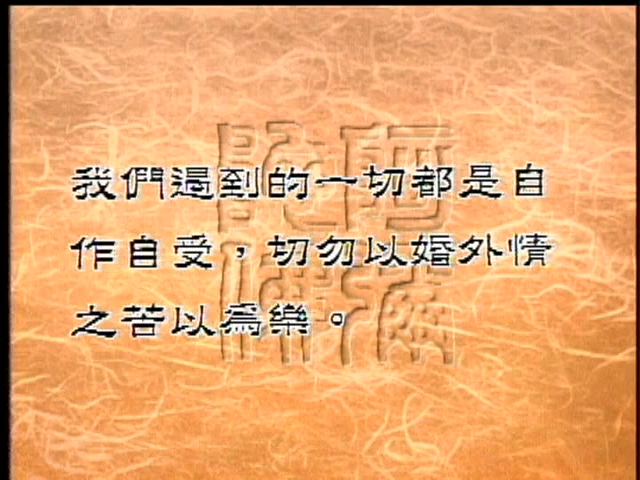 我們遇到的一切都是自
作自受，切勿以婚外情
之苦以為樂。